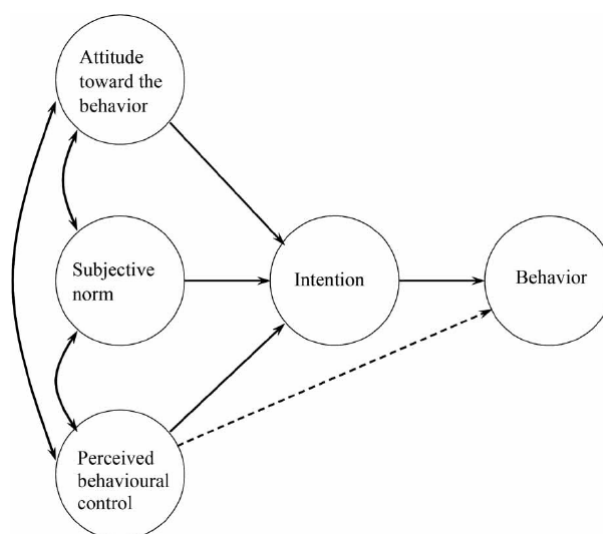 Attitude
toward the
behavior
Subjective
norm
Intention
Behavior
Perceived
behavioural
control